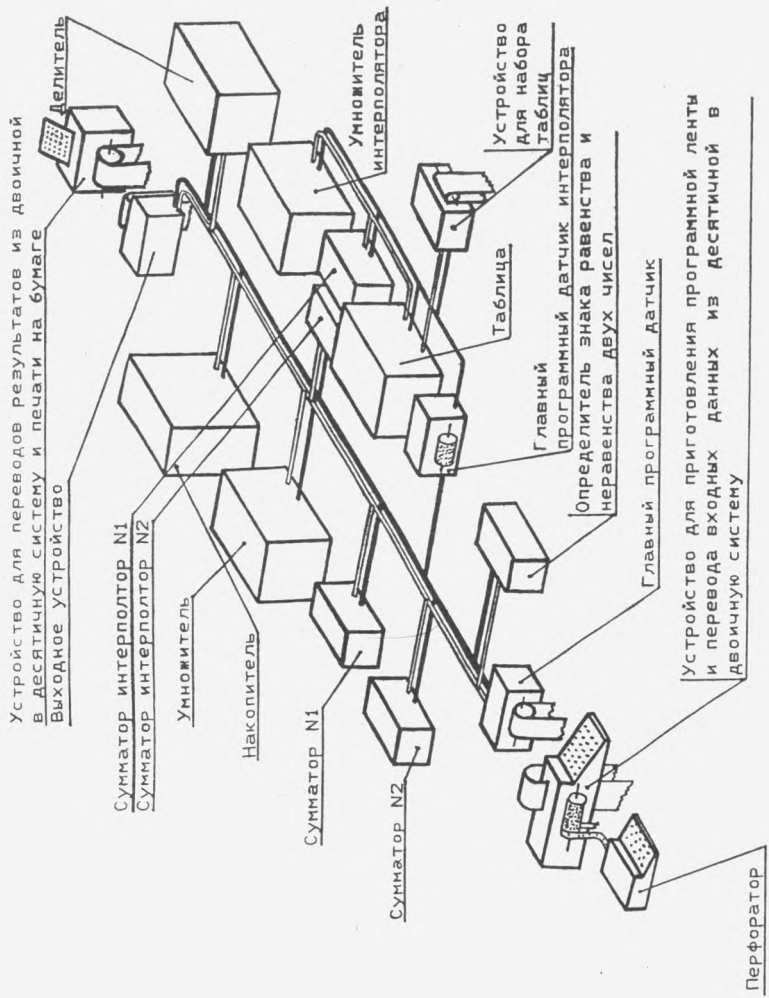 Устройство для переводов результатов из двоичной
в десятичную систему и печати на бумаге
Выходное устройство
Делитель
Сумматор интерполтор N1
Сумматор интерполтор N2
Умножитель
Накопитель
Умножитель
интерполятора
Сумматор N1
Сумматор N2
Устройство
для набора
таблиц
Таблица
Главный
программный датчик интерполятора
Определитель знака равенства и
неравенства двух чисел
Главный програмный датчик
Устройство для приготовления программной ленты
и перевода входных данных из десятичной в
двоичную систему
Перфоратор